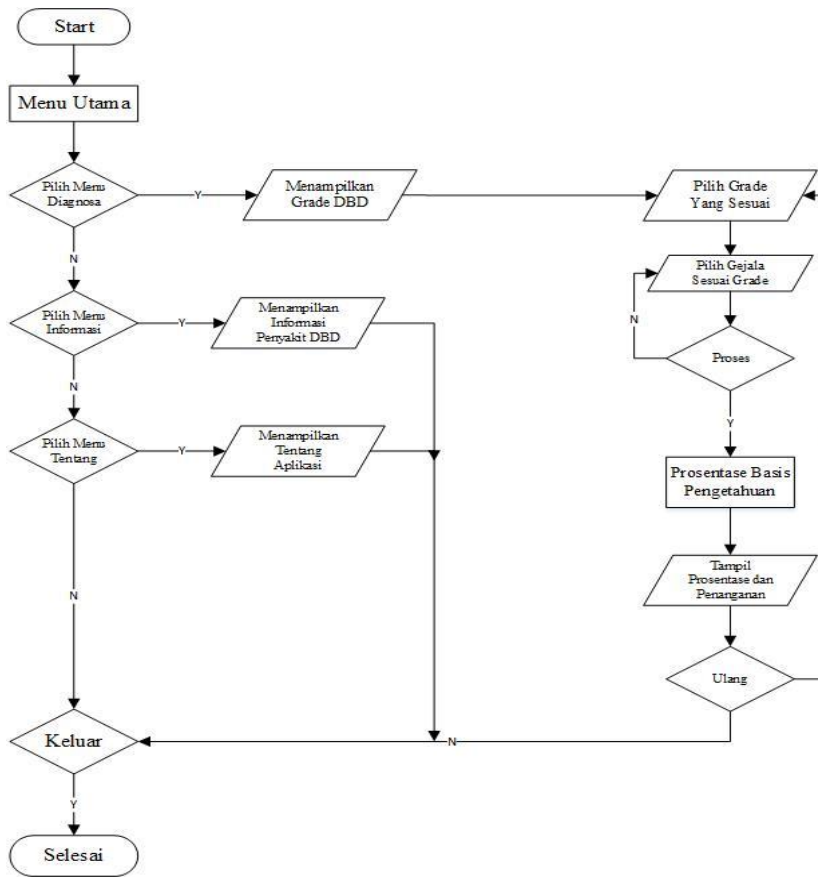 Start
Menu Utama
Pilih Menu
Diagnosa
Y
Menampilkan
Grade DBD
Pilih Grade
Yang Sesuai
N
Pilih Gejala
Sesuai Grade
Pilih Menu
Informasi
Y
Menampilkan
Informasi
Penyakit DBD
N
Proses
N
Y
Pilih Menu
Tentang
Y
Menampilkan
Tentang
Aplikasi
Prosentase Basis
Pengetahuan
N
Tampil
Prosentase dan
Penanganan
Ulang
Keluar
N
Y
Selesai